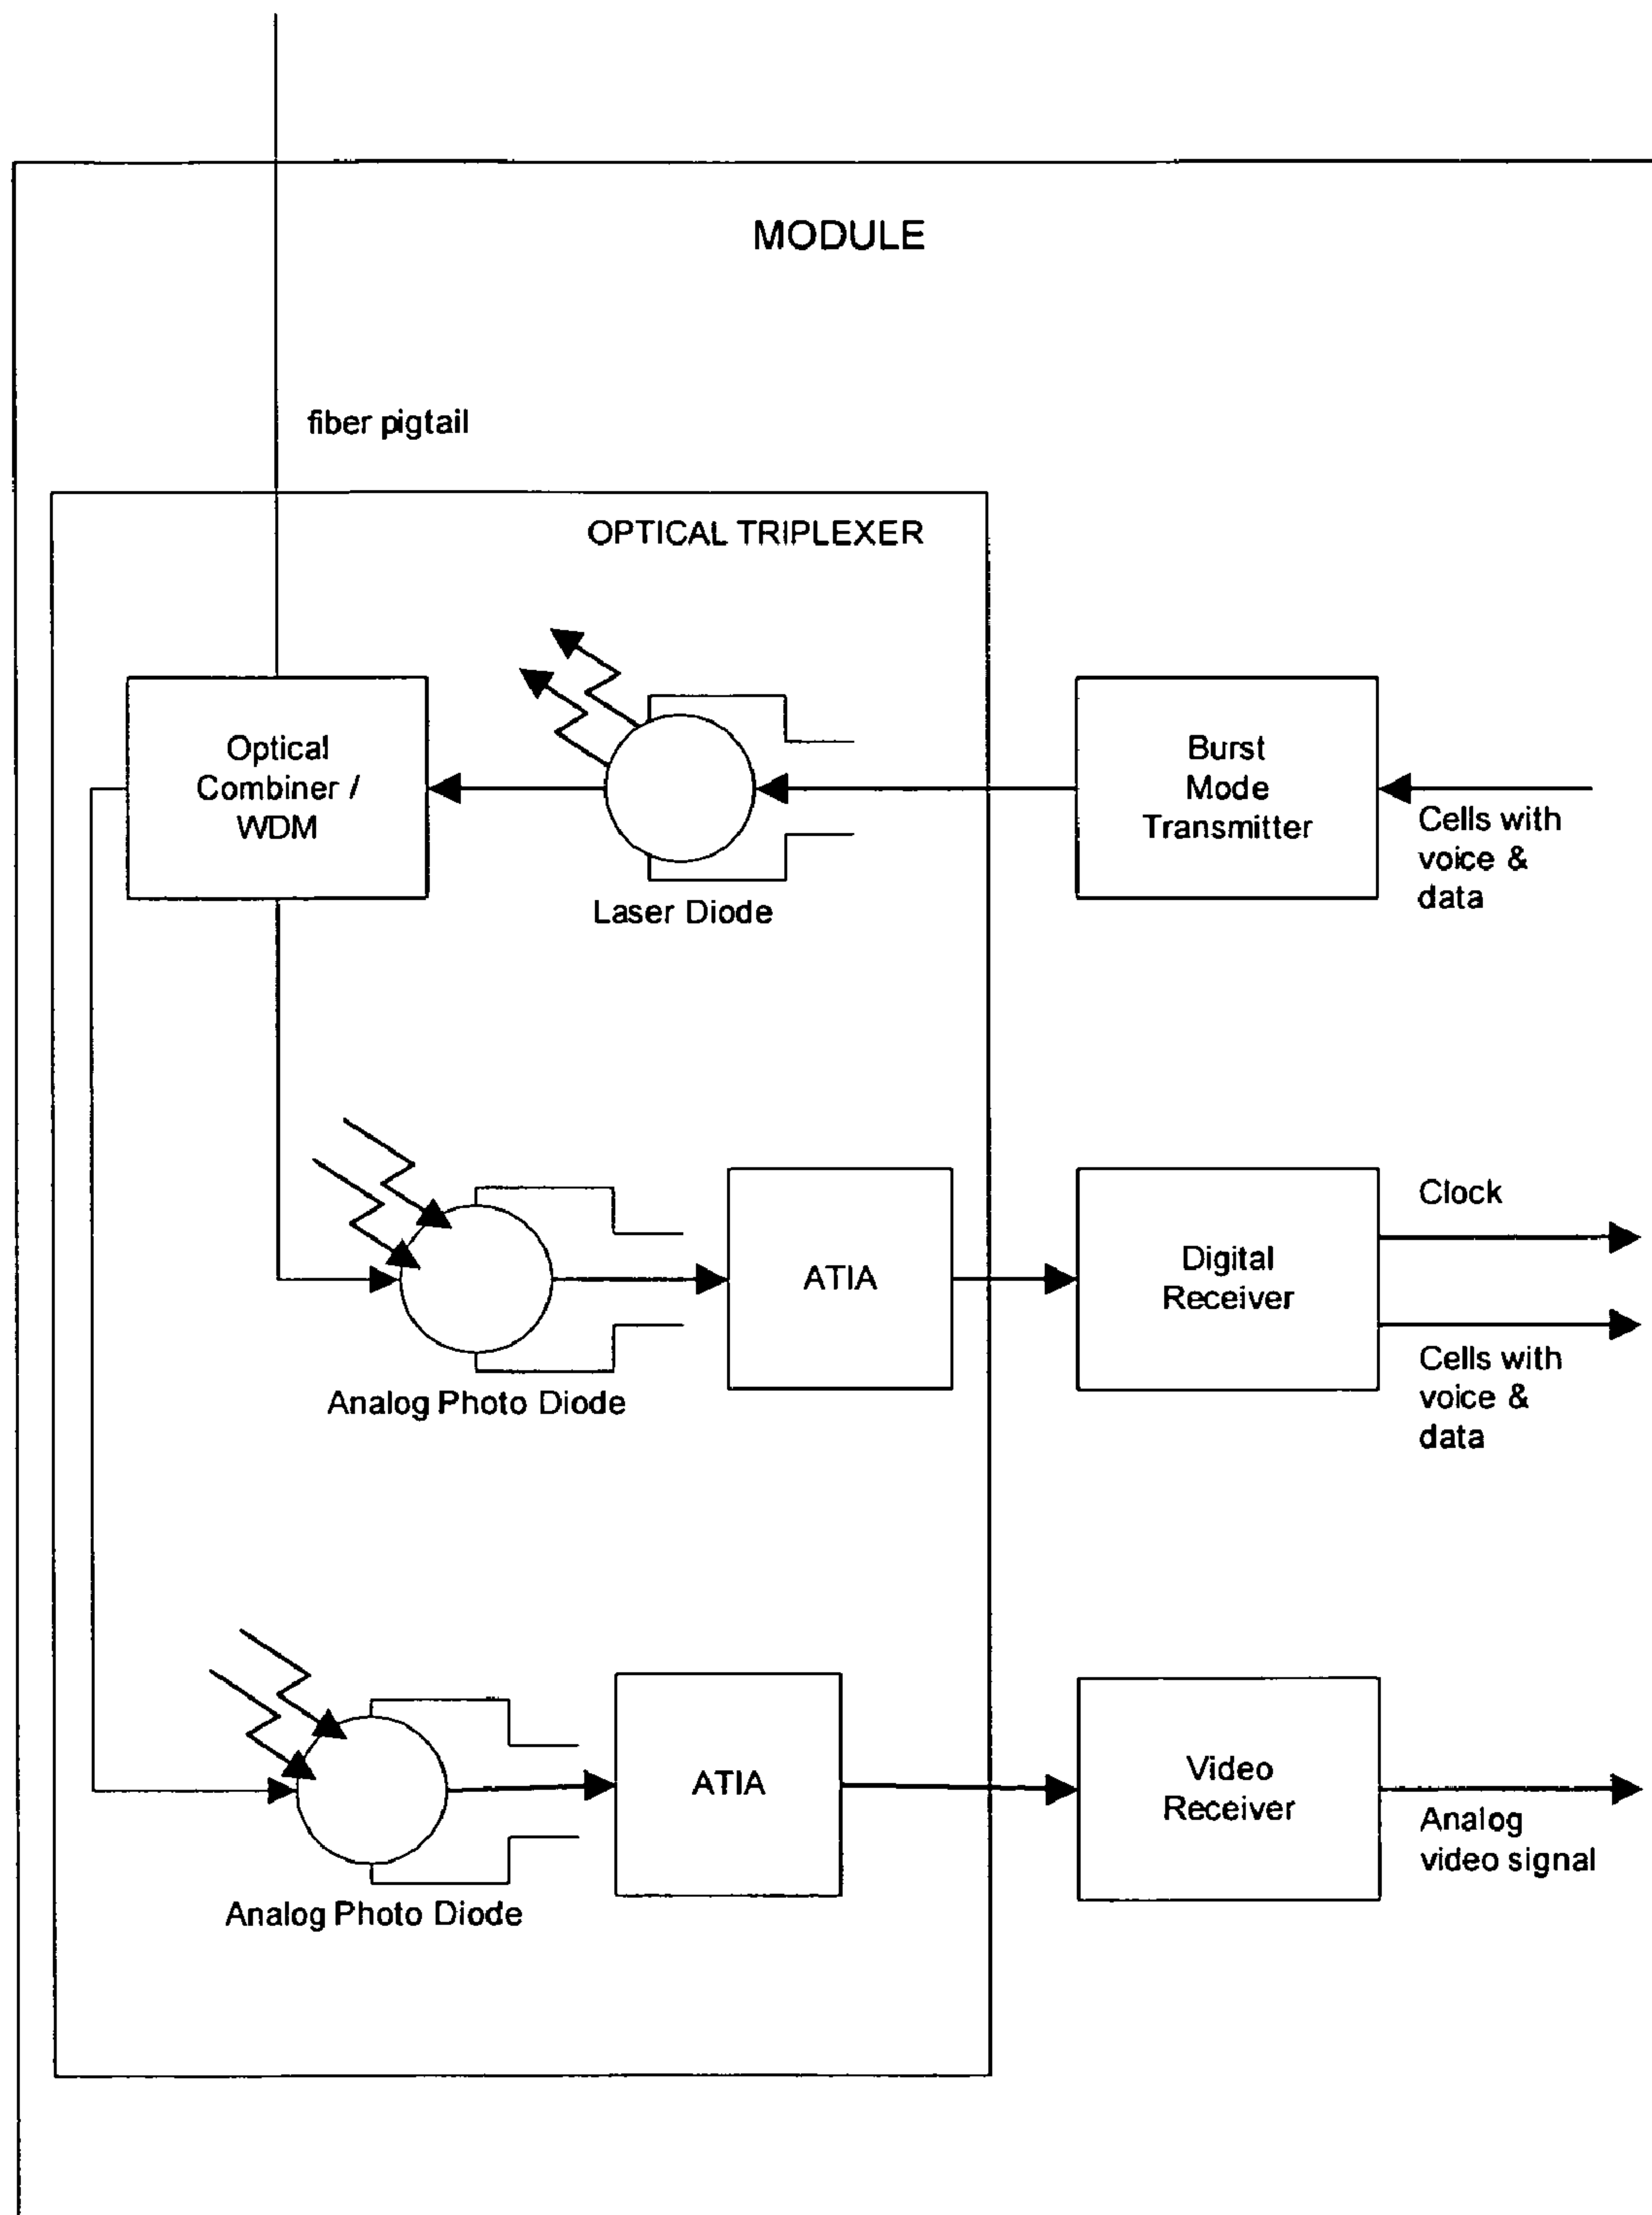 MODULE
fiber pigtail
OPTICAL TRIPLEXER
Optical
Combiner /
WDM
Laser Diode
Burst
Mode
Transmitter
Cells with
voice &
data
Analog Photo Diode
ATIA
Digital
Receiver
Clock
Cells with
voice &
data
Analog Photo Diode
ATIA
Video
Receiver
Analog
video signal